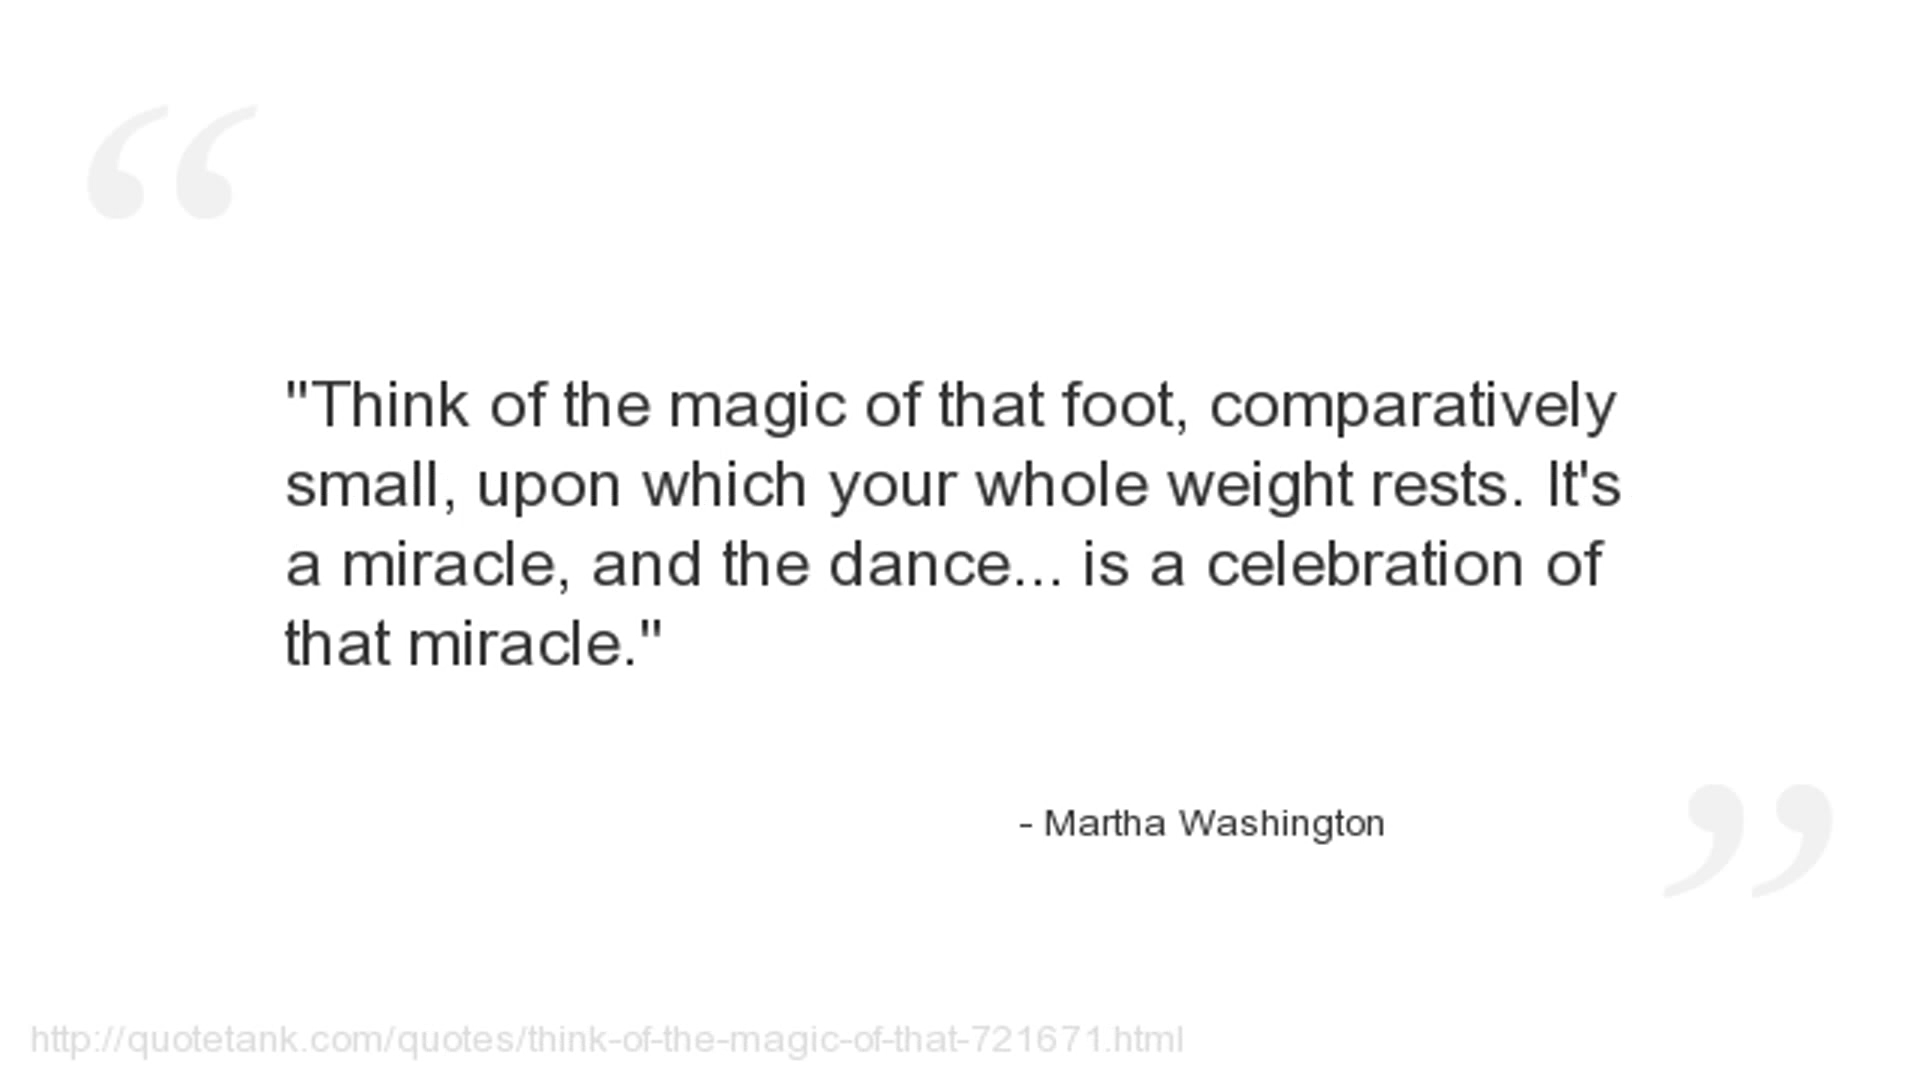 "Think of the magic of that foot, comparatively
small, upon which your whole weight rests. It's
a miracle, and the dance... is a celebration of
that miracle."
- Martha Washington
http://quotetank.com/quotes/think-of-the-magic-of-that-721671.html